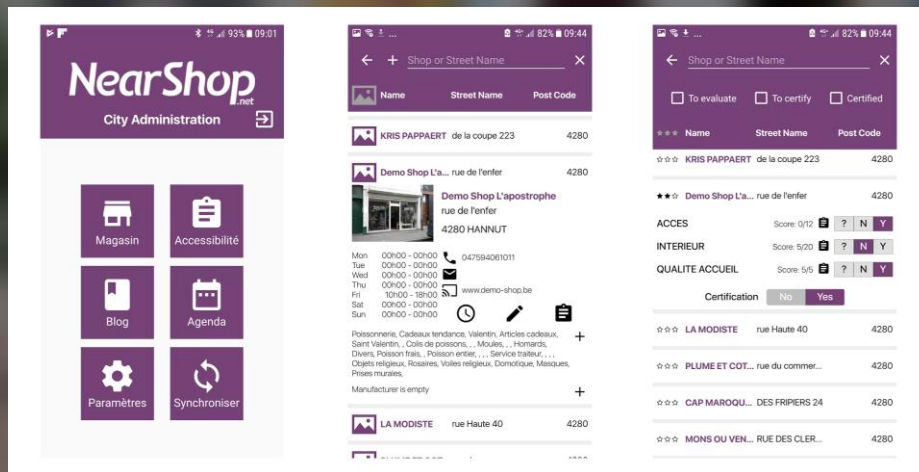 93% 09:01
NearShop
.net
City Administration
Magasin
Accessibilité
Blog
Agenda
Paramètres
Synchroniser
... 82% 09:44
Shop or Street Name
Name Street Name Post Code
KRIS PAPPAERT de la coupe 223 4280
Demo Shop L'a... rue de l'enfer 4280
Demo Shop L'apostrophe
rue de l'enfer
4280 HANNUT
Mon 00h00 - 00h00 047594061011
Tue 00h00 - 00h00
Wed 00h00 - 00h00
Thu 00h00 - 00h00 www.demo-shop.be
Fri 10h00 - 18h00
Sat 00h00 - 00h00
Sun 00h00 - 00h00
Poissonnerie, Cadeaux tendance, Valentin, Articles cadeaux,
Saint Valentin, , Colis de poissons, , , Moules, , , Homards,
Divers, Poisson frais, , Poisson entier, , , , Service traiteur, , , ,
Objets religieux, Rosaires, Voiles religieux, Domotique, Masques,
Prises murales,
Manufacturer is empty
LA MODISTE rue Haute 40 4280
... 82% 09:44
Shop or Street Name
To evaluate To certify Certified
Name Street Name Post Code
KRIS PAPPAERT de la coupe 223 4280
Demo Shop L'a... rue de l'enfer 4280
ACCES Score: 0/12 ? N Y
INTERIEUR Score: 5/20 ? N Y
QUALITE ACCUEIL Score: 5/5 ? N Y
Certification No Yes
LA MODISTE rue Haute 40 4280
PLUME ET COT... rue du commer... 4280
CAP MAROQU... DES FRIPIERS 24 4280
MONS OU VEN... RUE DES CLER... 4280